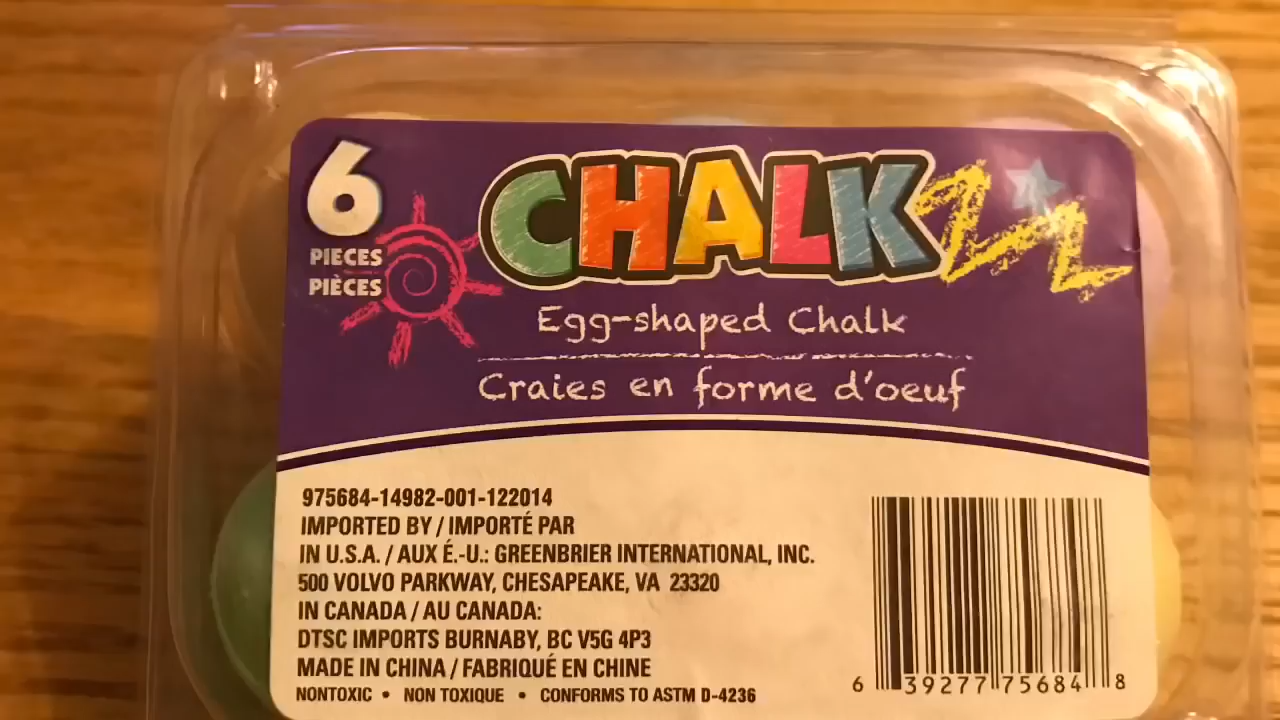 6
PIECES
PIÈCES
CHALK
Egg-shaped Chalk
Craies en forme d'oeuf
975684-14982-001-122014
IMPORTED BY / IMPORTÉ PAR
IN U.S.A. / AUX É.-U.: GREENBRIER INTERNATIONAL, INC.
500 VOLVO PARKWAY, CHESAPEAKE, VA 23320
IN CANADA / AU CANADA:
DTSC IMPORTS BURNABY, BC V5G 4P3
MADE IN CHINA / FABRIQUÉ EN CHINE
NONTOXIC • NON TOXIQUE • CONFORMS TO ASTM D-4236
6 39277 75684 8